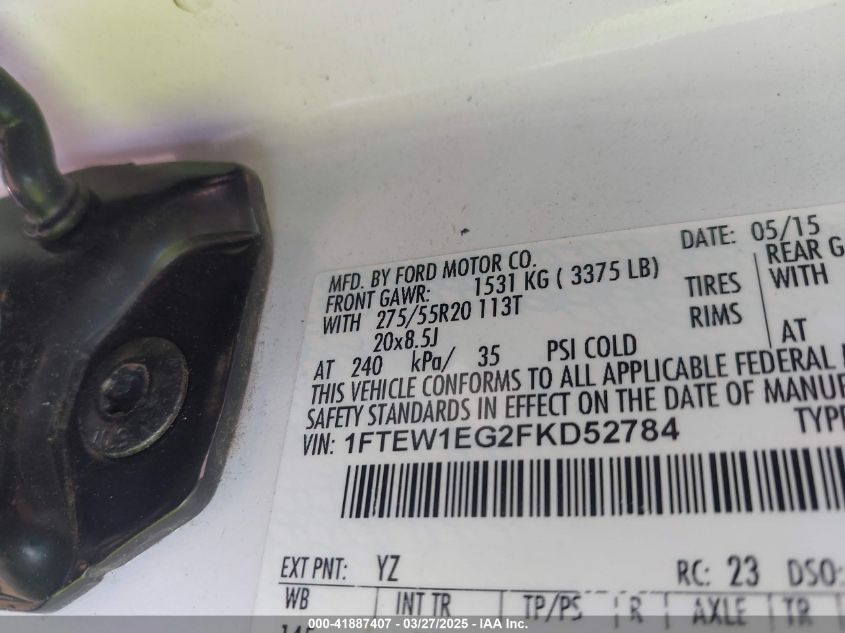 DATE: 05/15
MFD. BY FORD MOTOR CO.
FRONT GAWR: 1531 KG ( 3375 LB)
REAR G
WITH 275/55R20 113T TIRES
WITH
20x8.5J RIMS
AT 240 kPa/ 35 PSI COLD
AT
THIS VEHICLE CONFORMS TO ALL APPLICABLE FEDERAL
SAFETY STANDARDS IN EFFECT ON THE DATE OF MANUF
VIN: 1FTEW1EG2FKD52784
TYP
EXT PNT: YZ RC: 23 DSO:
WB INT TR TP/PS R AXLE TR
000-41887407 - 03/27/2025 - IAA Inc.